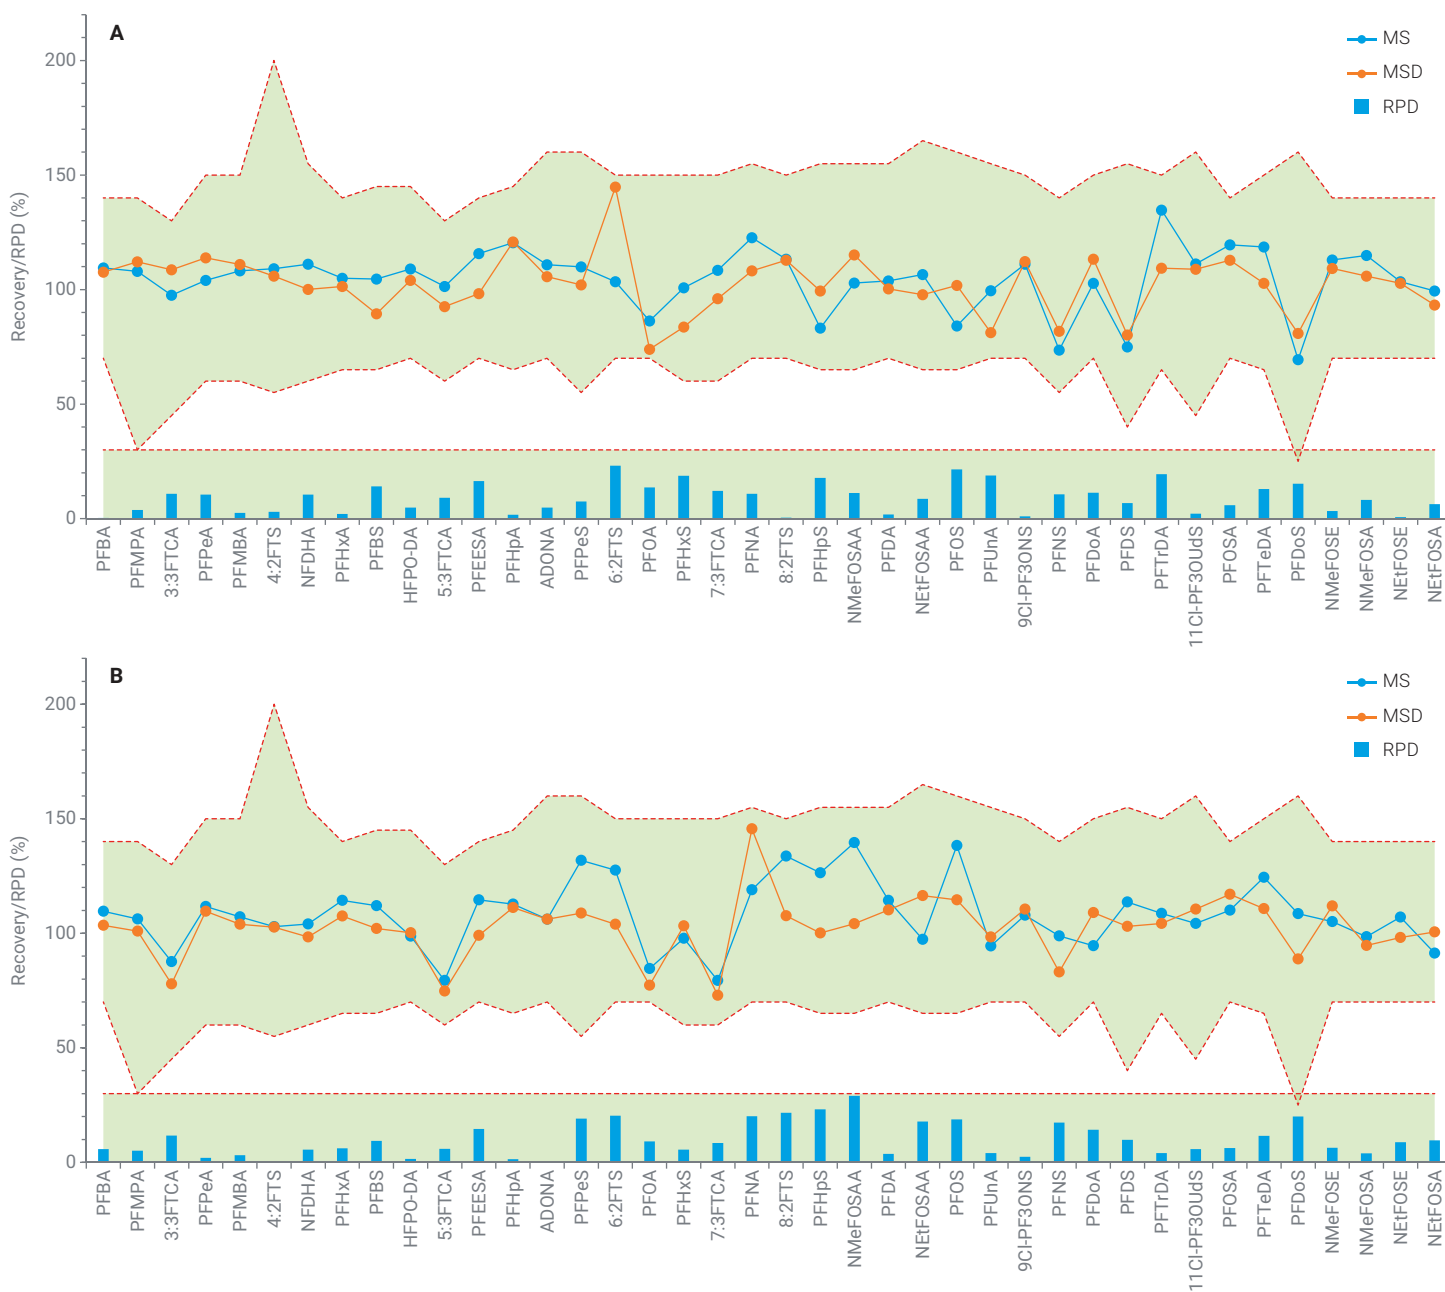 A
MS
MSD
RPD
Recovery/RPD (%)
200
150
100
50
0
PFBA
PFMPA
3:3FTCA
PFPeA
PFMBA
4:2FTS
NFDHA
PFHxA
PFBS
HFPO-DA
5:3FTCA
PFEESA
PFHpA
ADONA
PFPeS
6:2FTS
PFOA
PFHxS
7:3FTCA
PFNA
8:2FTS
PFHpS
NMeFOSAA
PFDA
NEtFOSAA
PFOS
PFUnA
9Cl-PF3ONS
PFNS
PFDoA
PFDS
PFTrDA
11Cl-PF3OUdS
PFOSA
PFTeDA
PFDoS
NMeFOSE
NMeFOSA
NEtFOSE
NEtFOSA
B
MS
MSD
RPD
Recovery/RPD (%)
200
150
100
50
0
PFBA
PFMPA
3:3FTCA
PFPeA
PFMBA
4:2FTS
NFDHA
PFHxA
PFBS
HFPO-DA
5:3FTCA
PFEESA
PFHpA
ADONA
PFPeS
6:2FTS
PFOA
PFHxS
7:3FTCA
PFNA
8:2FTS
PFHpS
NMeFOSAA
PFDA
NEtFOSAA
PFOS
PFUnA
9Cl-PF3ONS
PFNS
PFDoA
PFDS
PFTrDA
11Cl-PF3OUdS
PFOSA
PFTeDA
PFDoS
NMeFOSE
NMeFOSA
NEtFOSE
NEtFOSA